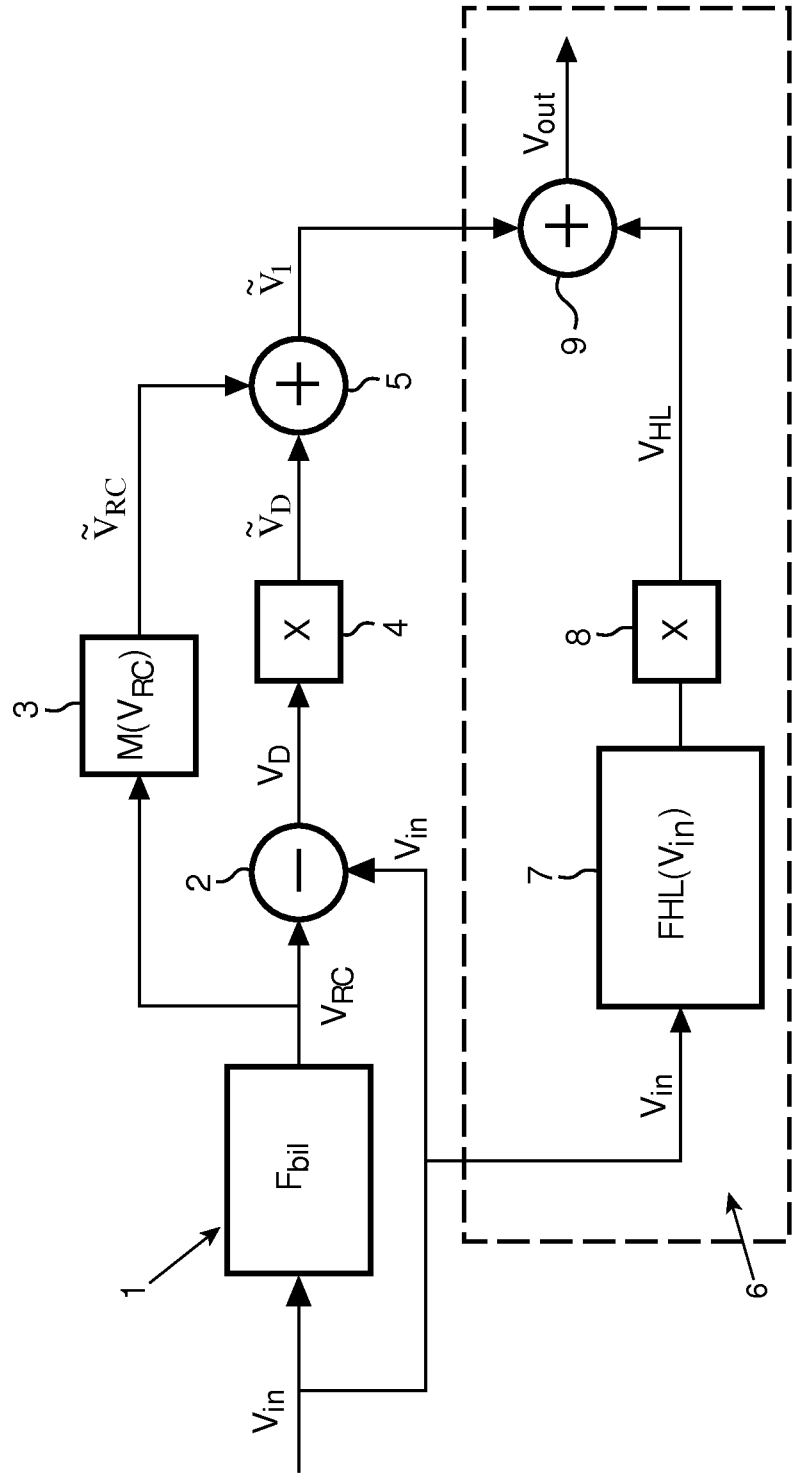 V_in
1
F_bil
V_RC
2
−
V_in
V_D
3
M(V_RC)
Ṽ_RC
X
4
Ṽ_D
+
5
Ṽ_1
6
V_in
FHL(V_in)
7
X
8
V_HL
+
9
V_out